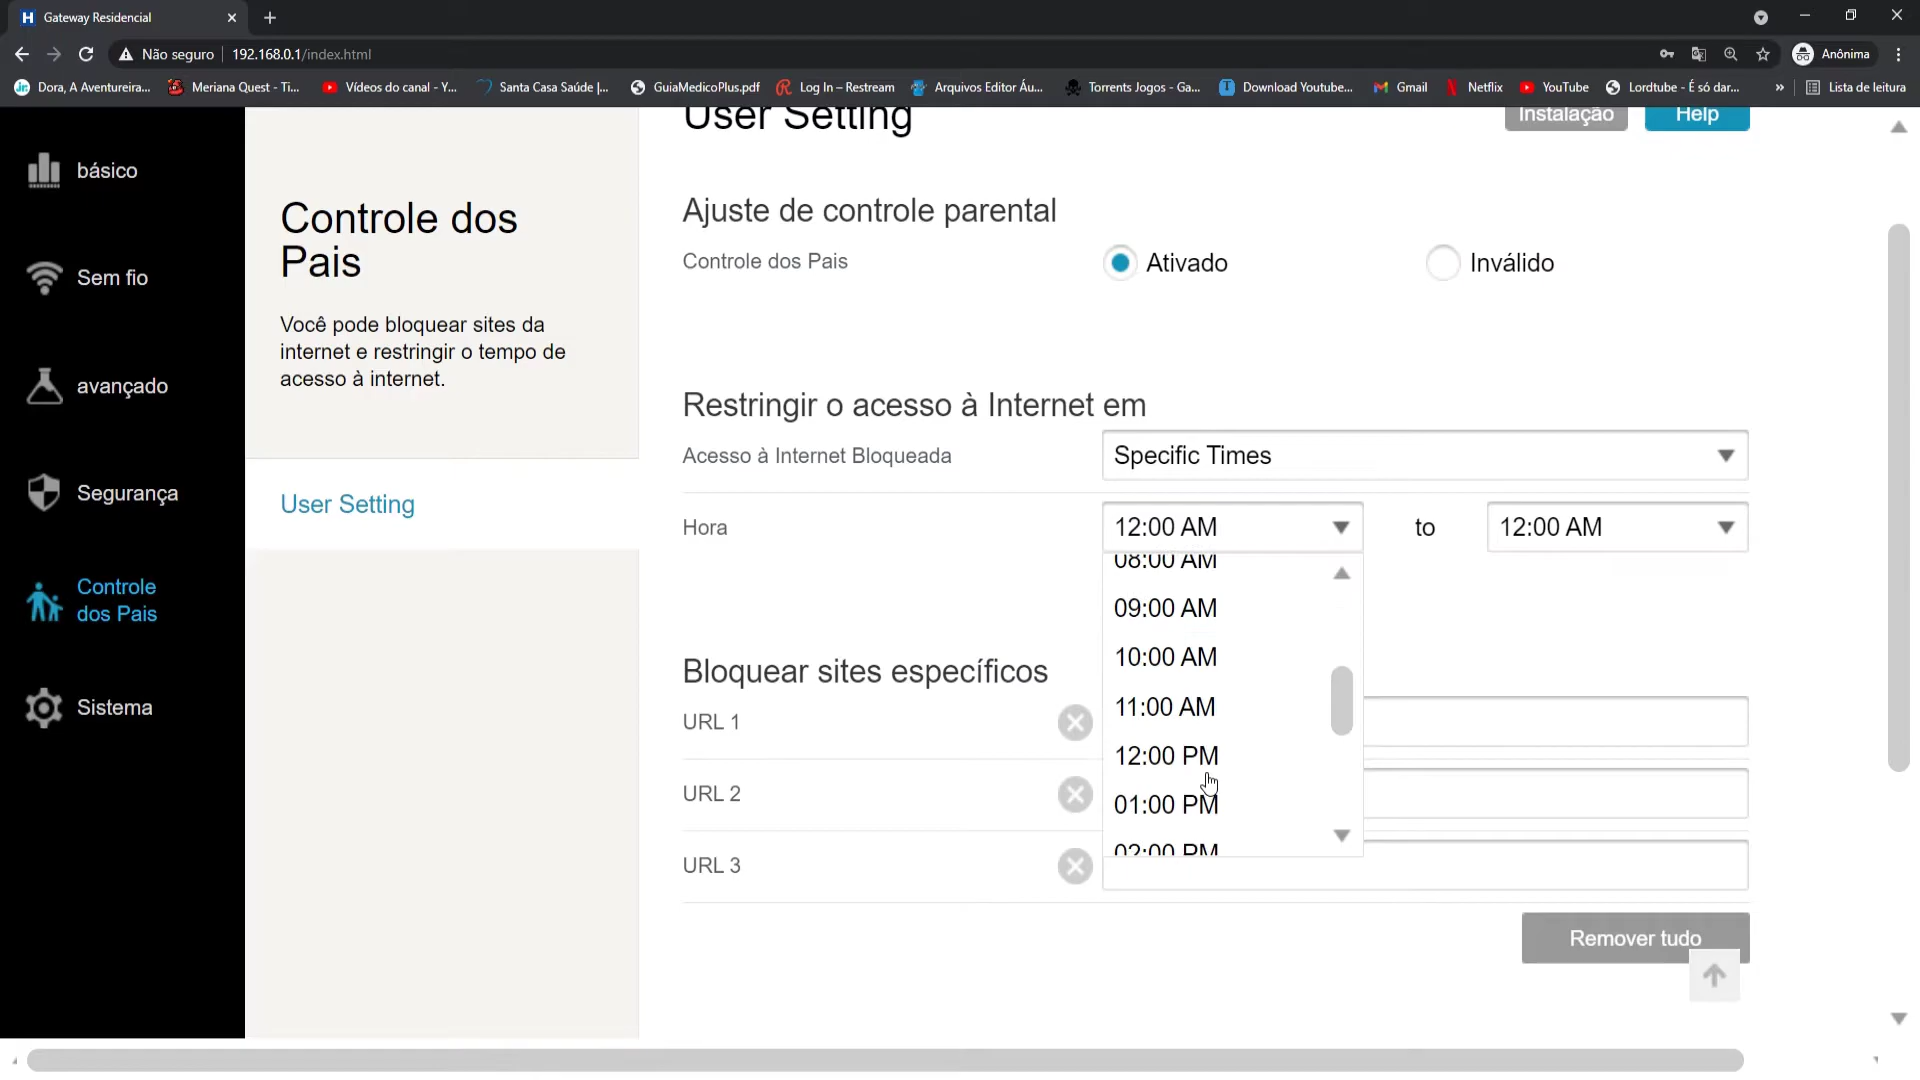 Gateway Residencial
Não seguro
192.168.0.1/index.html
Anônima
Dora, A Aventureira...
Meriana Quest - Ti...
Vídeos do canal - Y...
Santa Casa Saúde |...
GuiaMedicoPlus.pdf
Log In – Restream
Arquivos Editor Áu...
Torrents Jogos - Ga...
Download Youtube...
Gmail
Netflix
YouTube
Lordtube - É só dar...
»
Lista de leitura
básico
Sem fio
avançado
Segurança
Controle
dos Pais
Sistema
Controle dos
Pais
Você pode bloquear sites da
internet e restringir o tempo de
acesso à internet.
User Setting
User Setting
Instalação
Help
Ajuste de controle parental
Controle dos Pais
Ativado
Inválido
Restringir o acesso à Internet em
Acesso à Internet Bloqueada
Specific Times
Hora
12:00 AM
to
12:00 AM
08:00 AM
09:00 AM
10:00 AM
11:00 AM
12:00 PM
01:00 PM
02:00 PM
Bloquear sites específicos
URL 1
URL 2
URL 3
Remover tudo